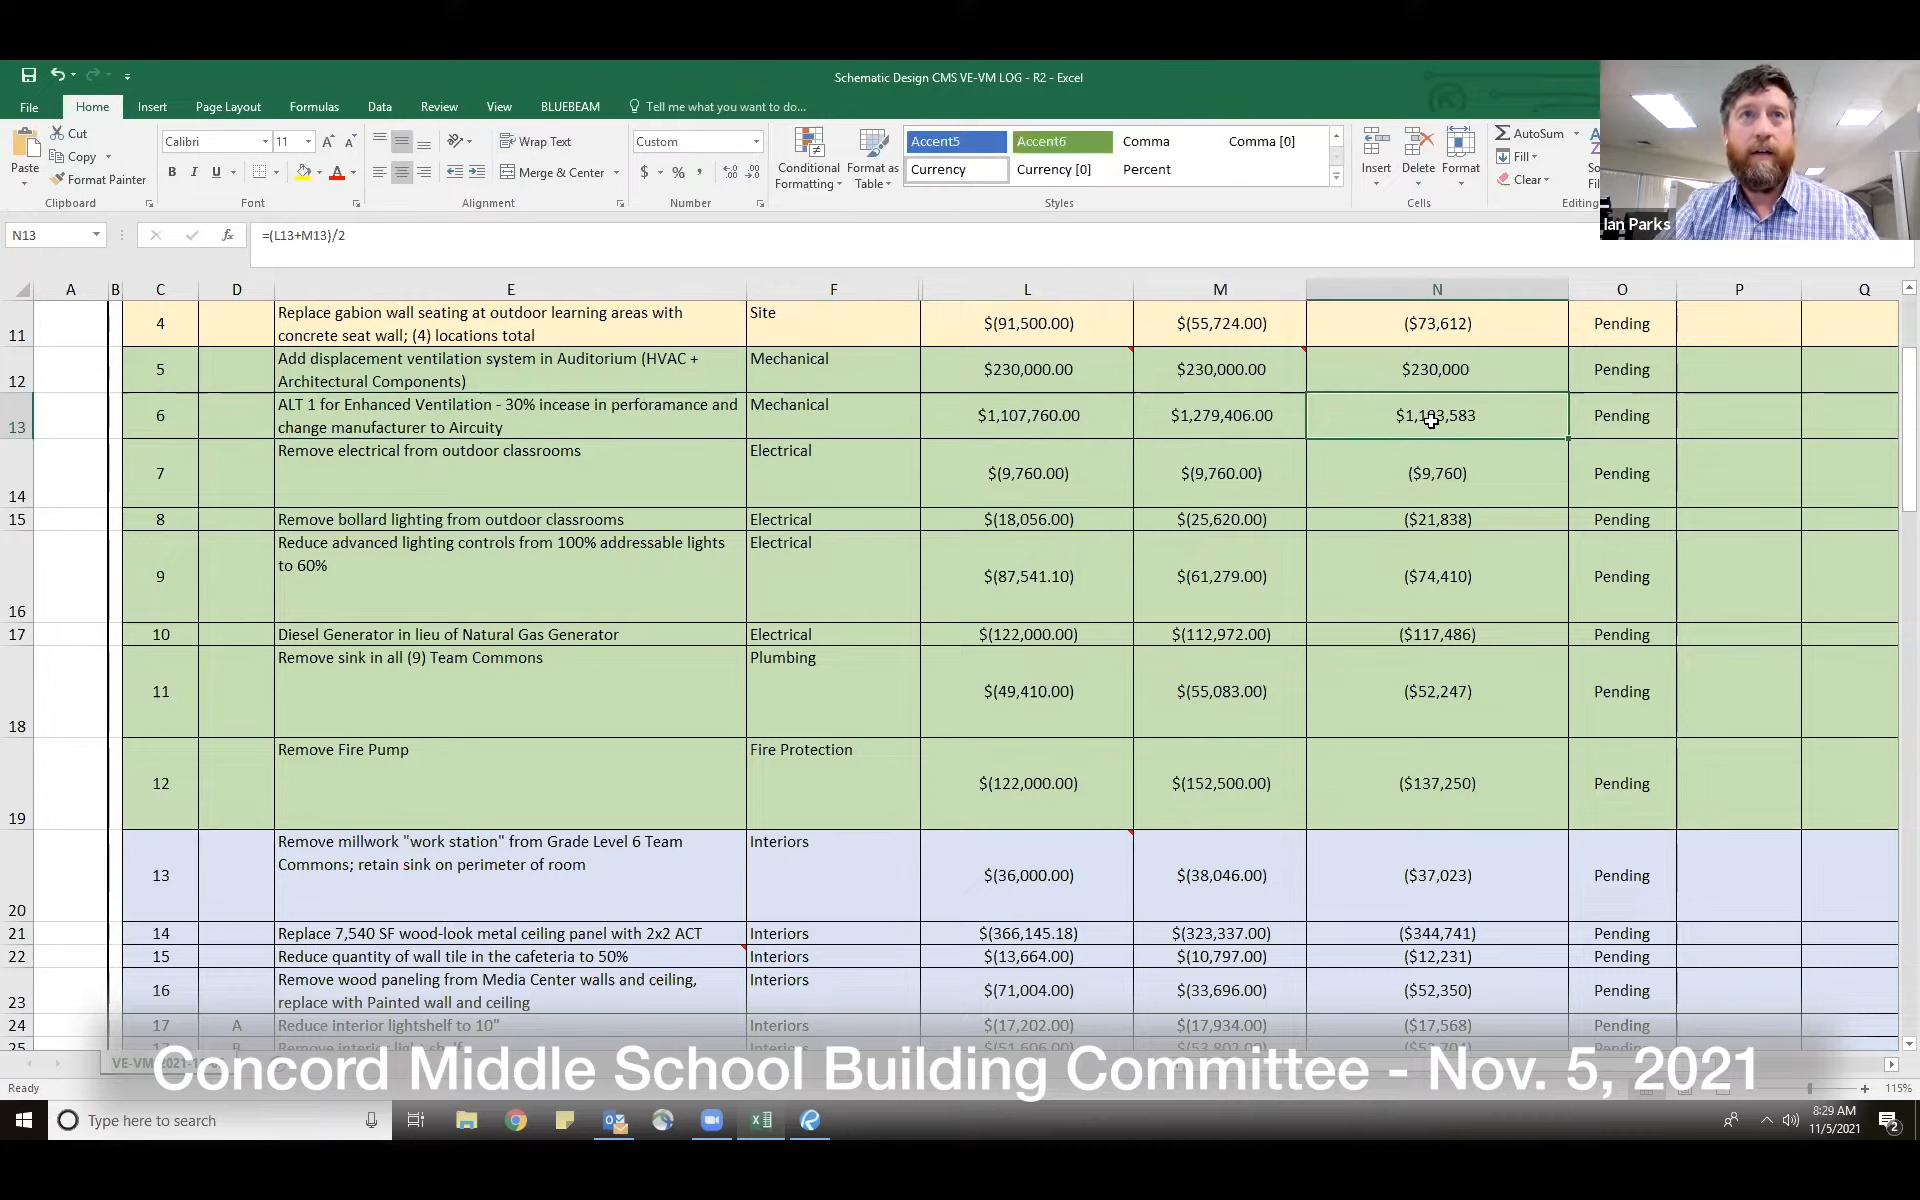 Schematic Design CMS VE-VM LOG - R2 - Excel
File Home Insert Page Layout Formulas Data Review View BLUEBEAM Tell me what you want to do...
Cut
Copy
Format Painter
Paste
Clipboard
Calibri 11
B I U
Font
Wrap Text
Merge & Center
Alignment
Custom
$ % ,
Number
Conditional Formatting
Format as Table
Accent5 Accent6 Comma Comma [0]
Currency Currency [0] Percent
Styles
Insert Delete Format
Cells
AutoSum
Fill
Clear
Editing
Ian Parks
N13 fx =(L13+M13)/2
A B C D E F L M N O P Q
11 4 Replace gabion wall seating at outdoor learning areas with Site $(91,500.00) $(55,724.00) ($73,612) Pending
concrete seat wall; (4) locations total
12 5 Add displacement ventilation system in Auditorium (HVAC + Mechanical $230,000.00 $230,000.00 $230,000 Pending
Architectural Components)
13 6 ALT 1 for Enhanced Ventilation - 30% incease in perforamance and Mechanical $1,107,760.00 $1,279,406.00 Pending
change manufacturer to Aircuity
14 7 Remove electrical from outdoor classrooms Electrical $(9,760.00) $(9,760.00) ($9,760) Pending
15 8 Remove bollard lighting from outdoor classrooms Electrical $(18,056.00) $(25,620.00) ($21,838) Pending
16 9 Reduce advanced lighting controls from 100% addressable lights Electrical $(87,541.10) $(61,279.00) ($74,410) Pending
to 60%
17 10 Diesel Generator in lieu of Natural Gas Generator Electrical $(122,000.00) $(112,972.00) ($117,486) Pending
18 11 Remove sink in all (9) Team Commons Plumbing $(49,410.00) $(55,083.00) ($52,247) Pending
19 12 Remove Fire Pump Fire Protection $(122,000.00) $(152,500.00) ($137,250) Pending
20 13 Remove millwork "work station" from Grade Level 6 Team Interiors $(36,000.00) $(38,046.00) ($37,023) Pending
Commons; retain sink on perimeter of room
21 14 Replace 7,540 SF wood-look metal ceiling panel with 2x2 ACT Interiors $(366,145.18) $(323,337.00) ($344,741) Pending
22 15 Reduce quantity of wall tile in the cafeteria to 50% Interiors $(13,664.00) $(10,797.00) ($12,231) Pending
23 16 Remove wood paneling from Media Center walls and ceiling, Interiors $(71,004.00) $(33,696.00) ($52,350) Pending
replace with Painted wall and ceiling
24 17 A Reduce interior lightshelf to 10" Interiors $(17,202.00) $(17,934.00) ($17,568) Pending
25
Concord Middle School Building Committee - Nov. 5, 2021
Ready 115%
Type here to search
8:29 AM
11/5/2021
2